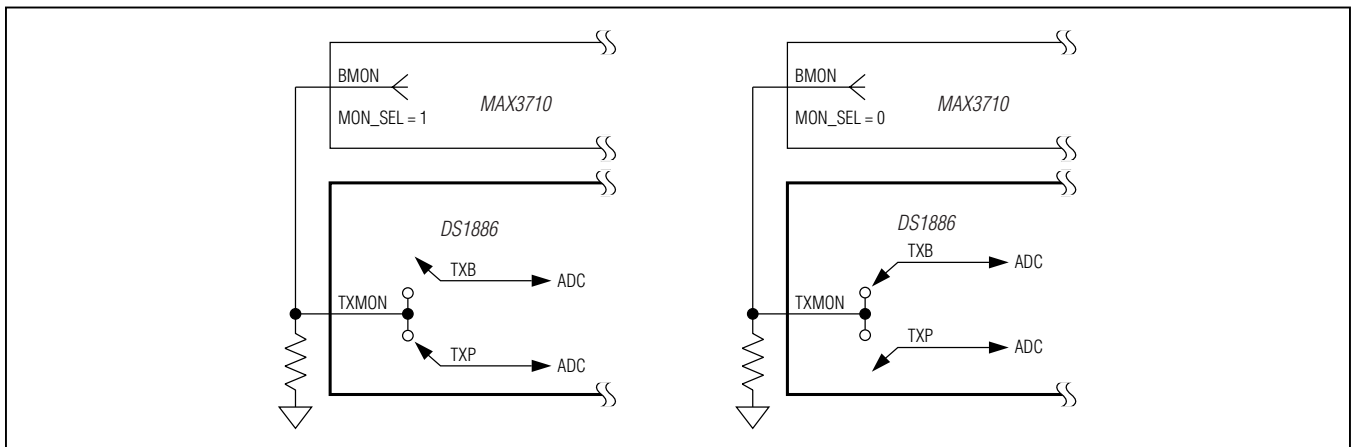 BMON
MAX3710
MON_SEL = 1
DS1886
TXB
ADC
TXMON
TXP
ADC
BMON
MAX3710
MON_SEL = 0
DS1886
TXB
ADC
TXMON
TXP
ADC